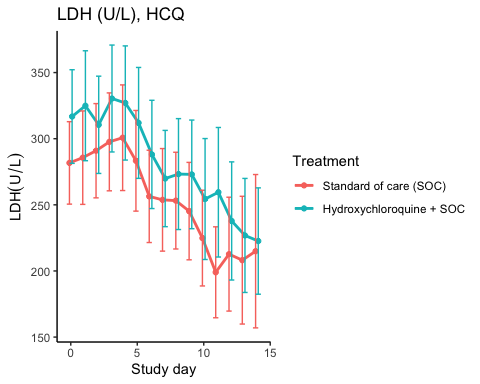 LDH (U/L), HCQ
LDH(U/L)
350
300
250
200
150
0 5 10 15
Study day
Treatment
Standard of care (SOC)
Hydroxychloroquine + SOC